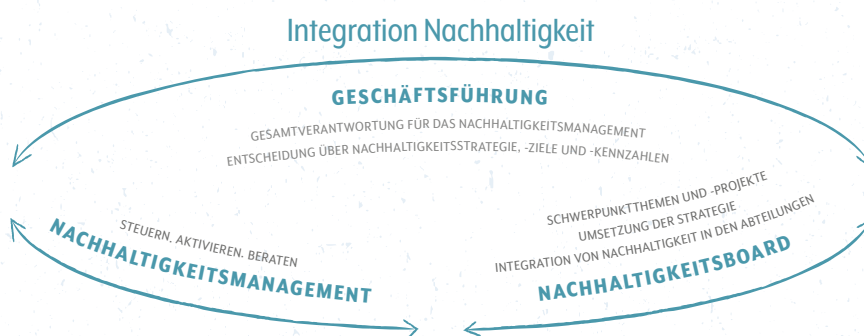 Integration Nachhaltigkeit
GESCHÄFTSFÜHRUNG
GESAMTVERANTWORTUNG FÜR DAS NACHHALTIGKEITSMANAGEMENT
ENTSCHEIDUNG ÜBER NACHHALTIGKEITSSTRATEGIE, -ZIELE UND -KENNZAHLEN
STEUERN. AKTIVIEREN. BERATEN
NACHHALTIGKEITSMANAGEMENT
SCHWERPUNKTTHEMEN UND -PROJEKTE
UMSETZUNG DER STRATEGIE
INTEGRATION VON NACHHALTIGKEIT IN DEN ABTEILUNGEN
NACHHALTIGKEITSBOARD